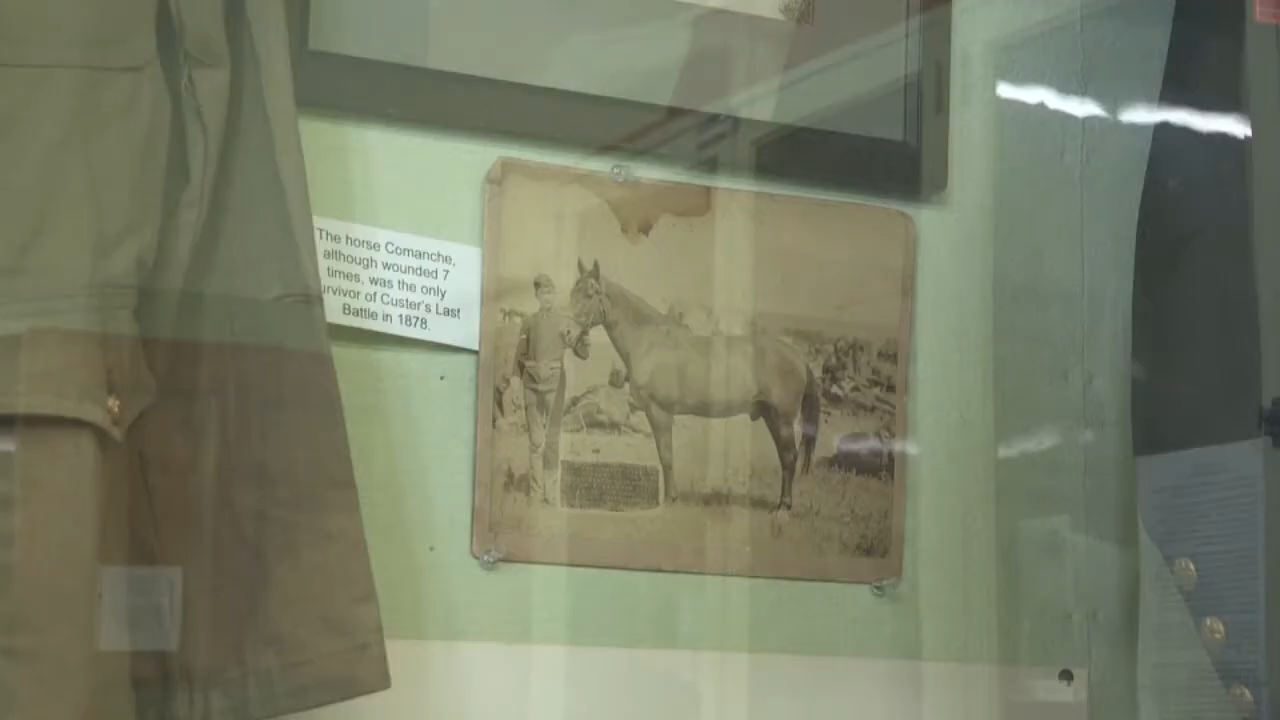 The horse Comanche,
although wounded 7
times, was the only
urvivor of Custer's Last
Battle in 1878.